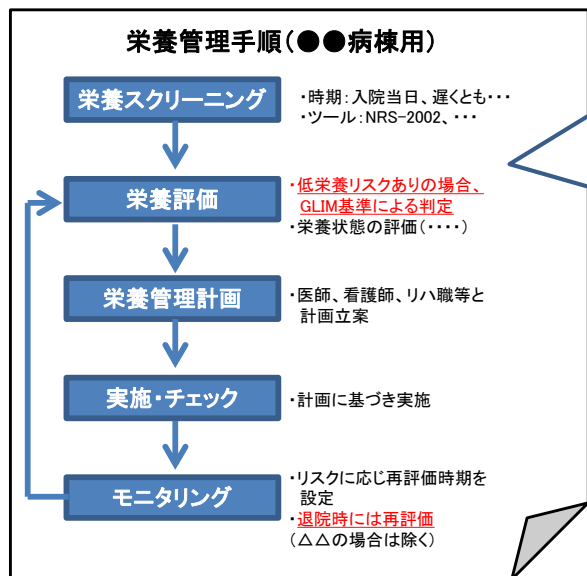 栄養管理手順（●●病棟用）
栄養スクリーニング
・時期：入院当日、遅くとも・・・
・ツール：NRS-2002、・・・
栄養評価
・低栄養リスクありの場合、
GLIM基準による判定
・栄養状態の評価（・・・・）
栄養管理計画
・医師、看護師、リハ職等と
計画立案
実施・チェック
・計画に基づき実施
モニタリング
・リスクに応じ再評価時期を
設定
・退院時には再評価
（△△の場合は除く）